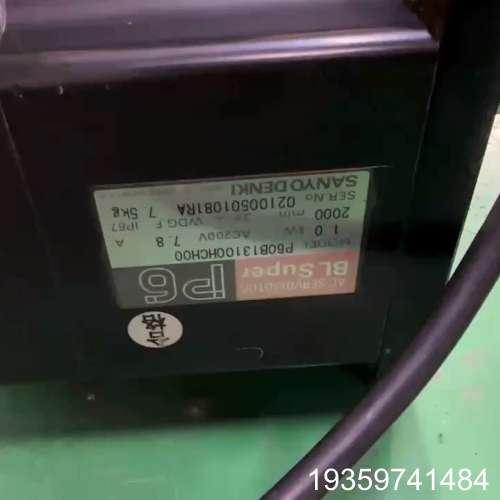 AC SERVOMOTOR
BL Super P6
MODEL P60B13100HCH00
1.0 kW AC200V 7.8 A
2000 min WDG F IP67
SER.No 02100501081RA 7.5kg
SANYO DENKI
19359741484